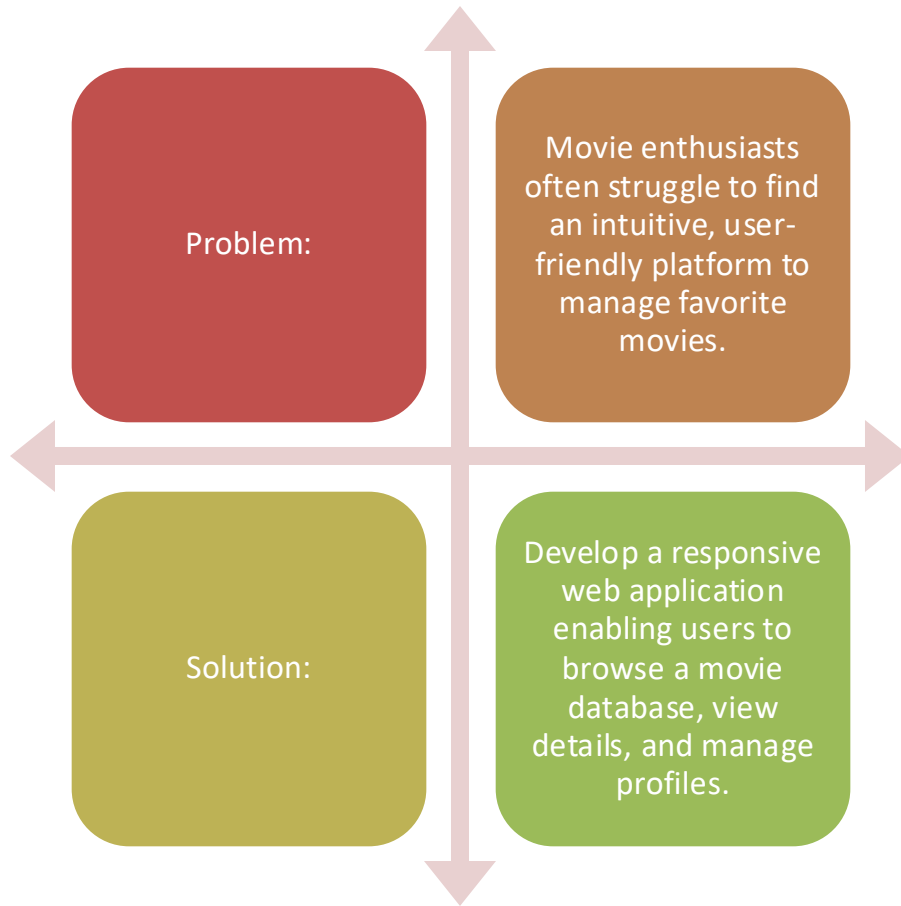 Problem:
Movie enthusiasts
often struggle to find
an intuitive, user-
friendly platform to
manage favorite
movies.
Solution:
Develop a responsive
web application
enabling users to
browse a movie
database, view
details, and manage
profiles.